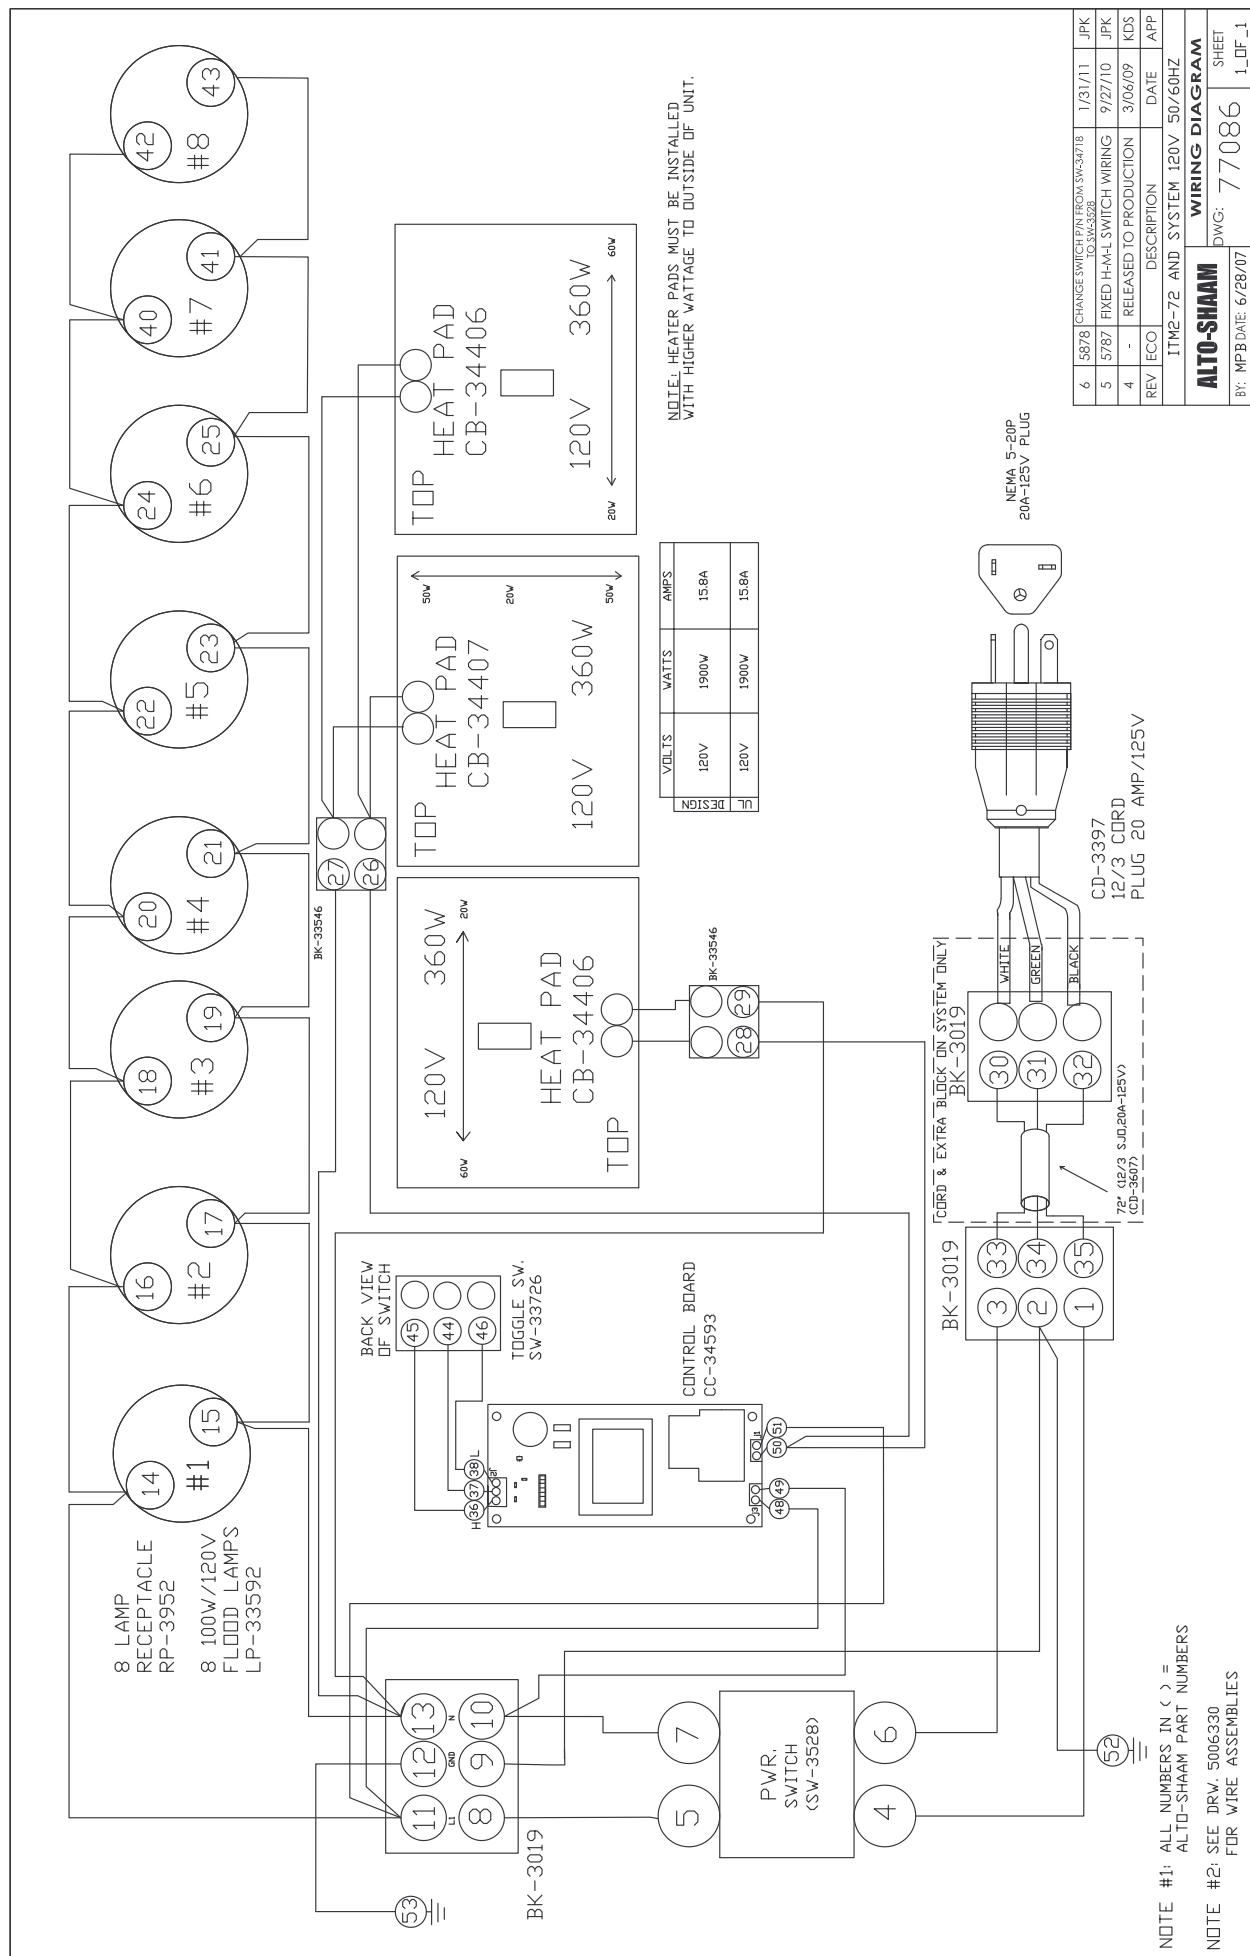 8 LAMP
RECEPTACLE
RP-3952
8 100W/120V
FLOOD LAMPS
LP-33592
14
15
#1
16
17
#2
18
19
#3
20
21
#4
22
23
#5
24
25
#6
40
41
#7
42
43
#8
BK-33546
27
26
120V 360W
60W 20W
HEAT PAD
CB-34406
TOP
TOP
HEAT PAD
CB-34407
120V 360W
50W
20W
50W
TOP
HEAT PAD
CB-34406
120V 360W
20W 60W
NOTE: HEATER PADS MUST BE INSTALLED
WITH HIGHER WATTAGE TO OUTSIDE OF UNIT.
BACK VIEW
OF SWITCH
45
44
46
TOGGLE SW.
SW-33726
BK-33546
28 29
H 36 37 38 L
CONTROL BOARD
CC-34593
J3
J1
48 49
50 51
VOLTS WATTS AMPS
DESIGN 120V 1900W 15.8A
UL 120V 1900W 15.8A
11 12 13
L1 GND N
8 9 10
BK-3019
53
5 7
PWR.
SWITCH
(SW-3528)
4 6
52
BK-3019
3 33
2 34
1 35
CORD & EXTRA BLOCK ON SYSTEM ONLY
BK-3019
30
31
32
72" (12/3 SJO,20A-125V)
(CD-3607)
WHITE
GREEN
BLACK
CD-3397
12/3 CORD
PLUG 20 AMP/125V
NEMA 5-20P
20A-125V PLUG
NOTE #1: ALL NUMBERS IN ( ) =
ALTO-SHAAM PART NUMBERS
NOTE #2: SEE DRW. 5006330
FOR WIRE ASSEMBLIES
6 5878 CHANGE SWITCH P/N FROM SW-34718 1/31/11 JPK
TO SW-3528
5 5787 FIXED H-M-L SWITCH WIRING 9/27/10 JPK
4 - RELEASED TO PRODUCTION 3/06/09 KDS
REV ECO DESCRIPTION DATE APP
ITM2-72 AND SYSTEM 120V 50/60HZ
ALTO-SHAAM
WIRING DIAGRAM
BY: MPB DATE: 6/28/07
DWG: 77086
SHEET
1_OF_1